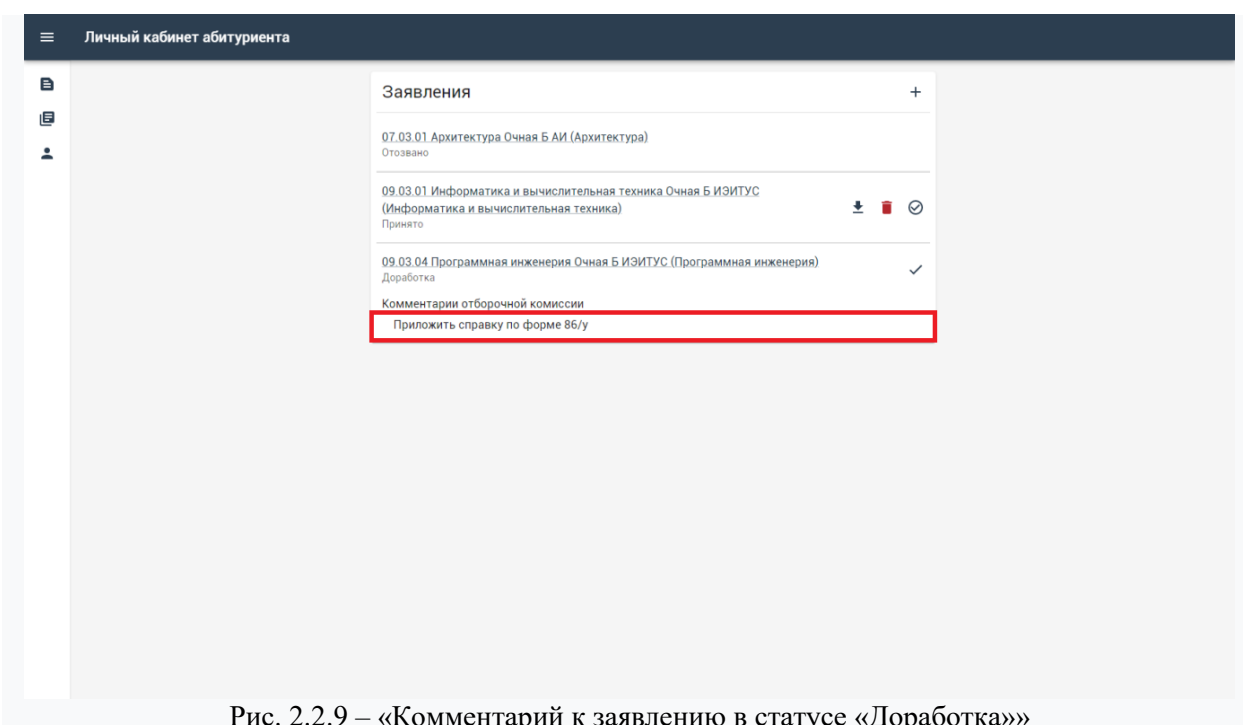 Личный кабинет абитуриента
Заявления
07.03.01 Архитектура Очная Б АИ (Архитектура)
Отозвано
09.03.01 Информатика и вычислительная техника Очная Б ИЭИТУС
(Информатика и вычислительная техника)
Принято
09.03.04 Программная инженерия Очная Б ИЭИТУС (Программная инженерия)
Доработка
Комментарии отборочной комиссии
Приложить справку по форме 86/у
Рис. 2.2.9 – «Комментарий к заявлению в статусе «Доработка»»